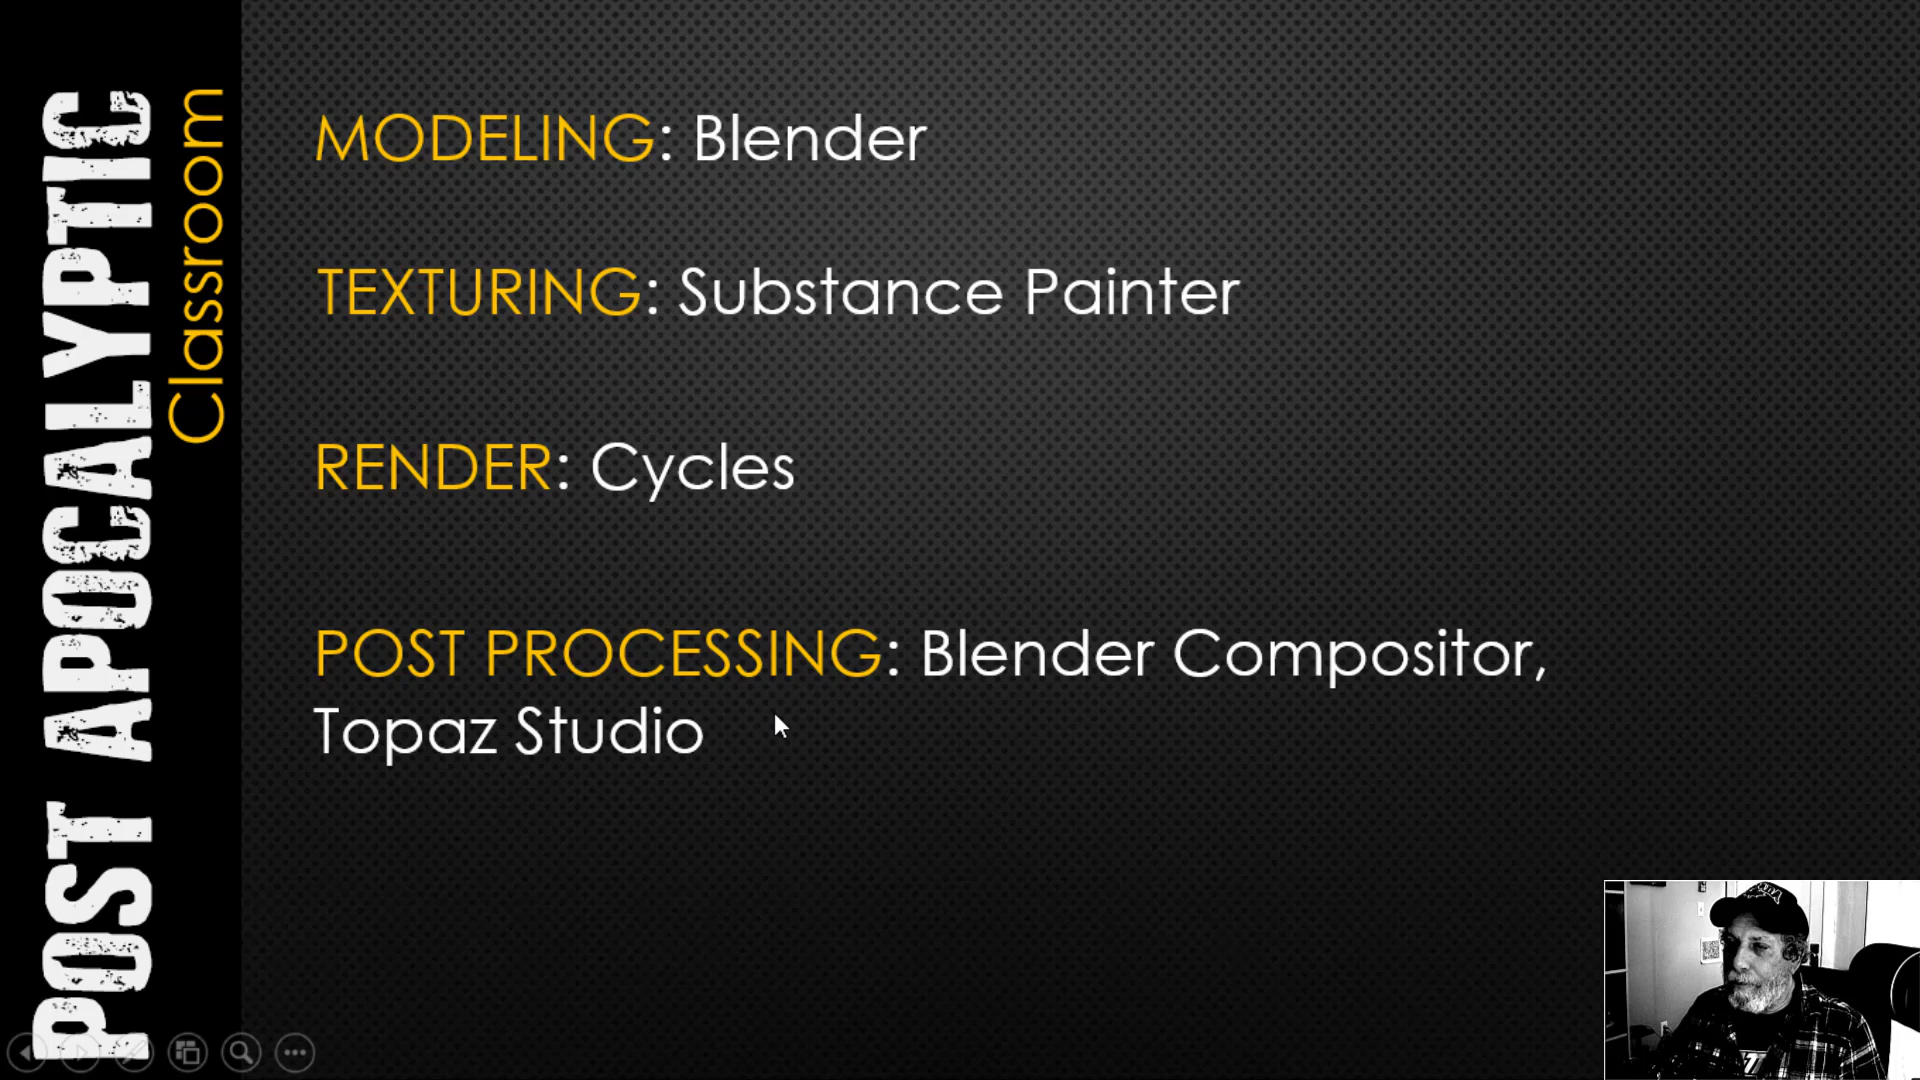 POST APOCALYPTIC
Classroom
MODELING: Blender
TEXTURING: Substance Painter
RENDER: Cycles
POST PROCESSING: Blender Compositor,
Topaz Studio